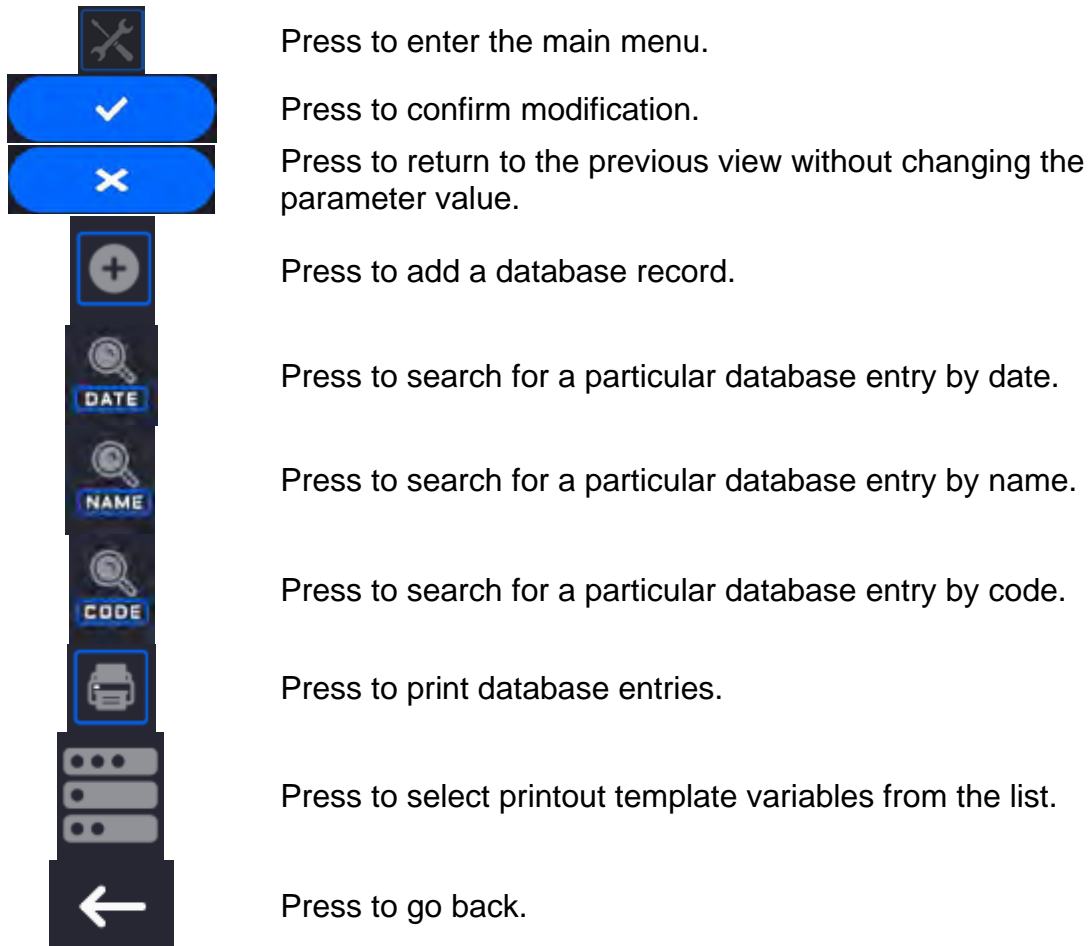 Press to enter the main menu.
Press to confirm modification.
Press to return to the previous view without changing the
parameter value.
Press to add a database record.
DATE
Press to search for a particular database entry by date.
NAME
Press to search for a particular database entry by name.
CODE
Press to search for a particular database entry by code.
Press to print database entries.
Press to select printout template variables from the list.
Press to go back.